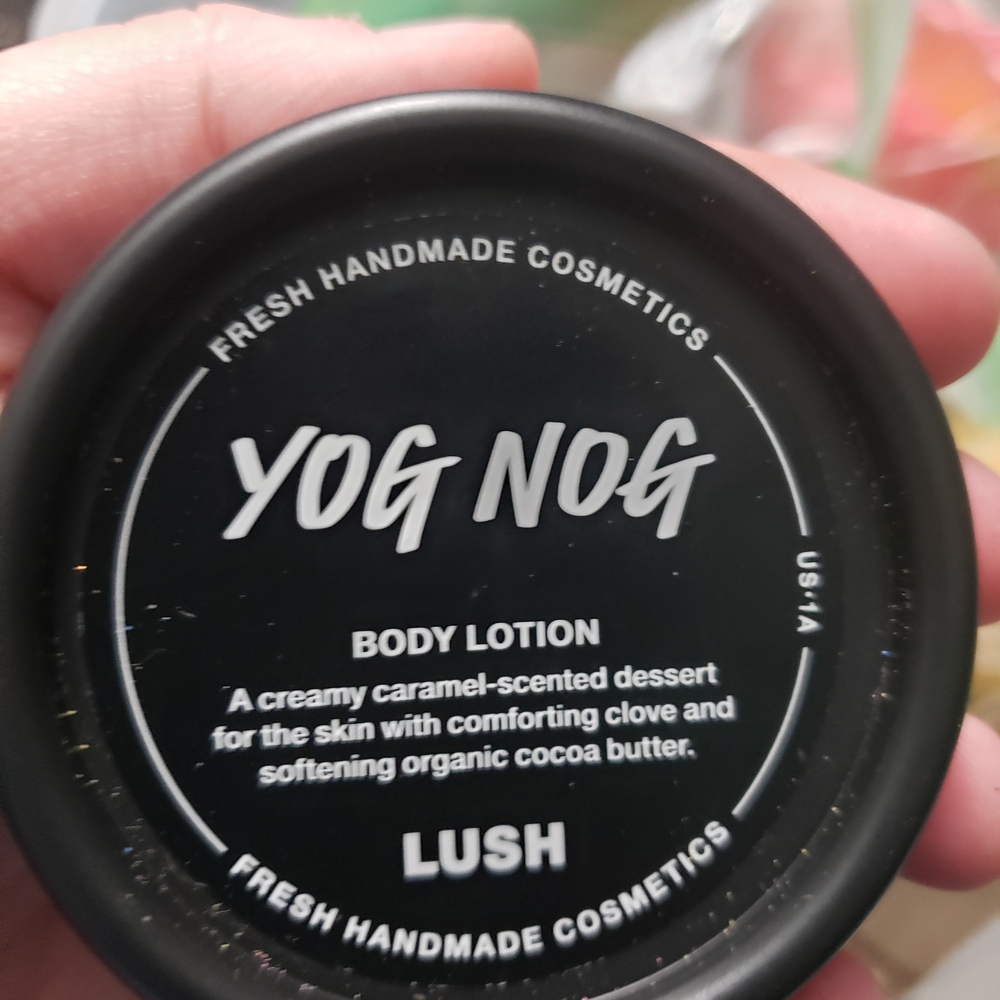 FRESH HANDMADE COSMETICS
YOG NOG
US·1A
BODY LOTION
A creamy caramel-scented dessert
for the skin with comforting clove and
softening organic cocoa butter.
LUSH
FRESH HANDMADE COSMETICS